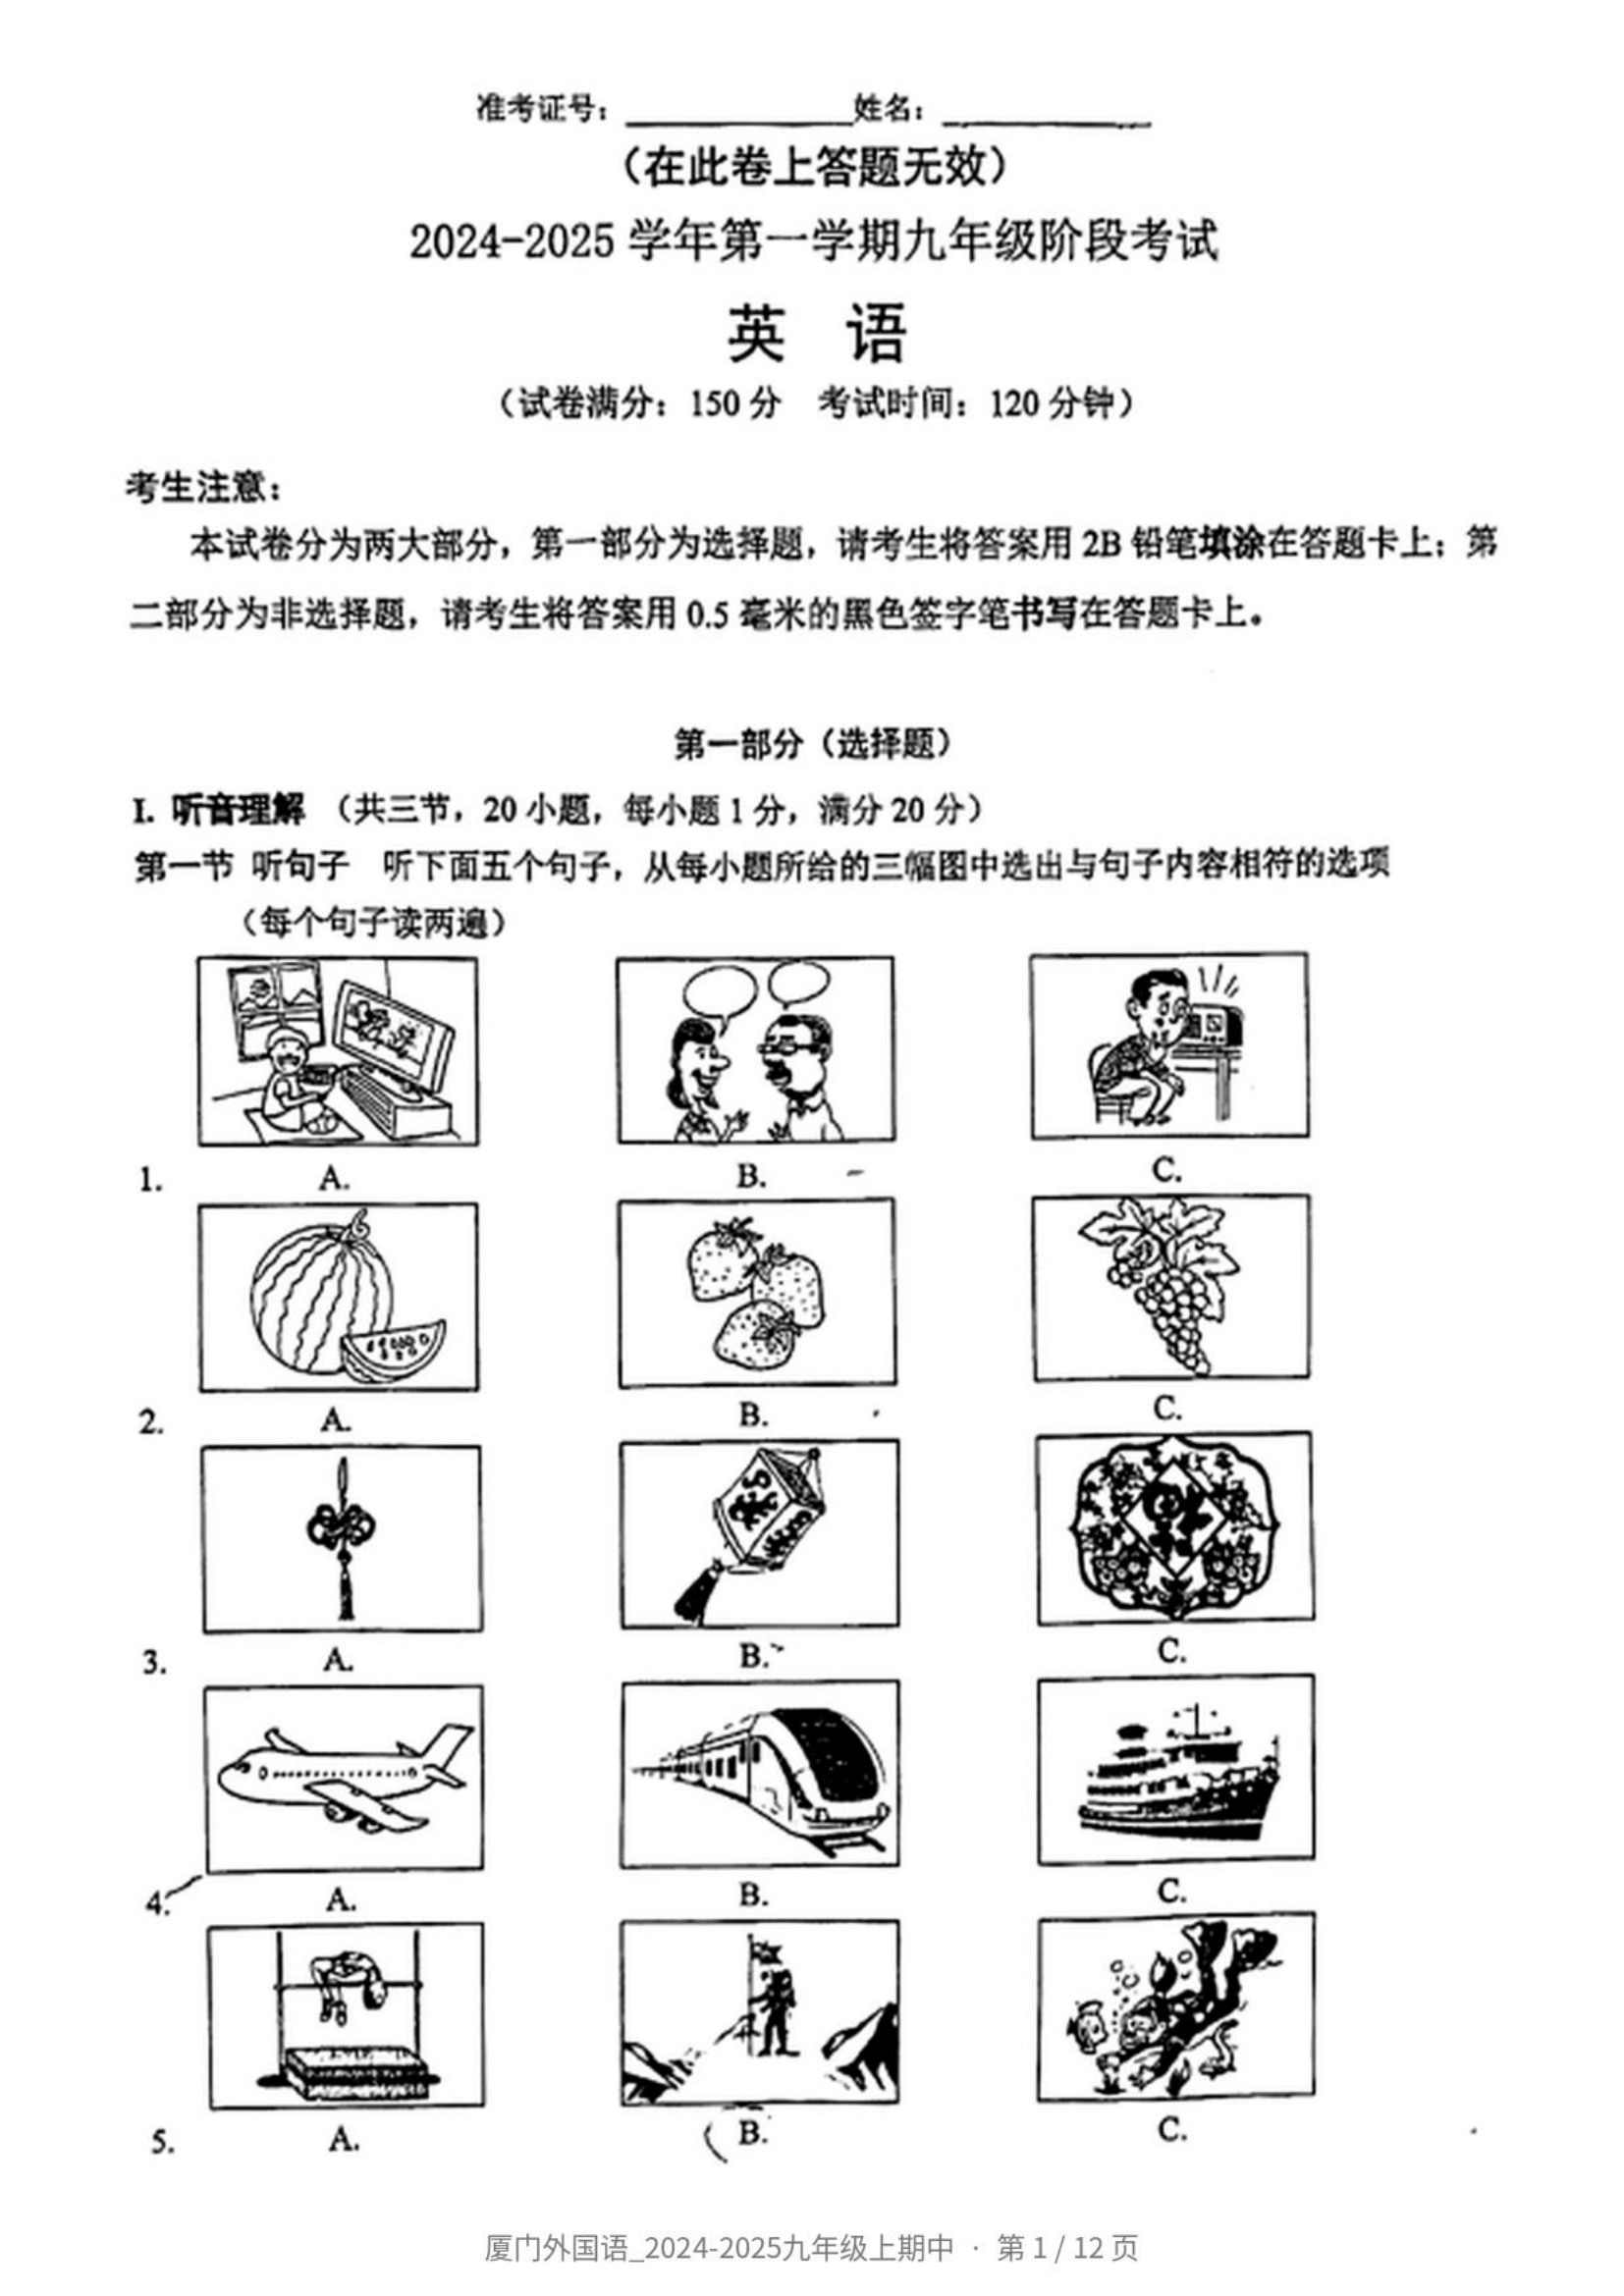 准考证号：____________姓名：____________
（在此卷上答题无效）
2024-2025 学年第一学期九年级阶段考试
英 语
（试卷满分：150 分 考试时间：120 分钟）
考生注意：
本试卷分为两大部分，第一部分为选择题，请考生将答案用 2B 铅笔填涂在答题卡上；第
二部分为非选择题，请考生将答案用 0.5 毫米的黑色签字笔书写在答题卡上。
第一部分（选择题）
I. 听音理解 （共三节，20 小题，每小题 1 分，满分 20 分）
第一节 听句子 听下面五个句子，从每小题所给的三幅图中选出与句子内容相符的选项
（每个句子读两遍）
1. A. B. C.
2. A. B. C.
3. A. B. C.
4. A. B. C.
5. A. B. C.
厦门外国语_2024-2025九年级上期中 · 第 1 / 12 页